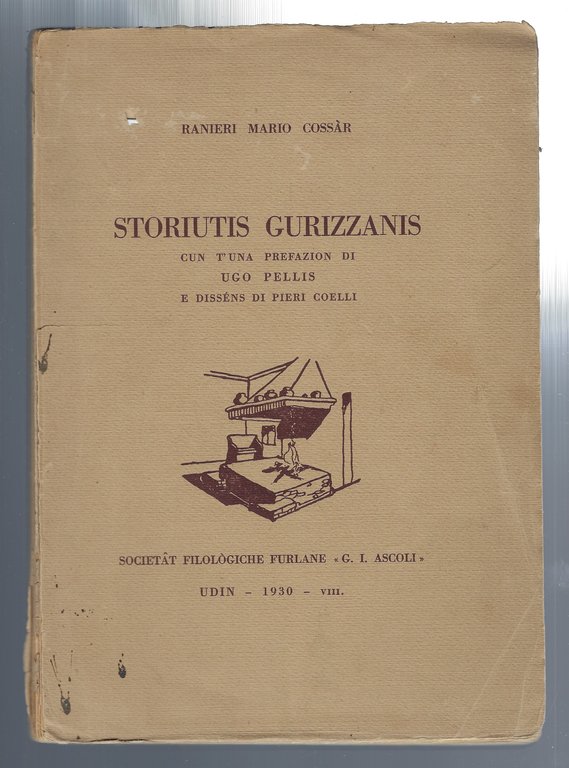 RANIERI MARIO COSSÀR
STORIUTIS GURIZZANIS
CUN T'UNA PREFAZION DI
UGO PELLIS
E DISSÉNS DI PIERI COELLI
SOCIETÂT FILOLÒGICHE FURLANE «G. I. ASCOLI»
UDIN – 1930 – VIII.